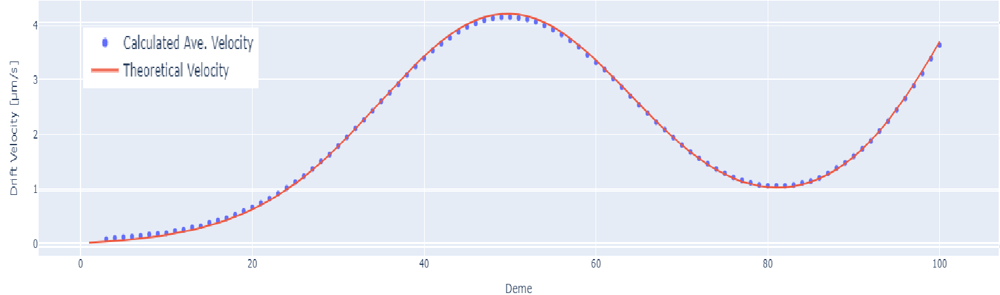 Drift Velocity [μm/s]
4
3
2
1
0
Calculated Ave. Velocity
Theoretical Velocity
0 20 40 60 80 100
Deme